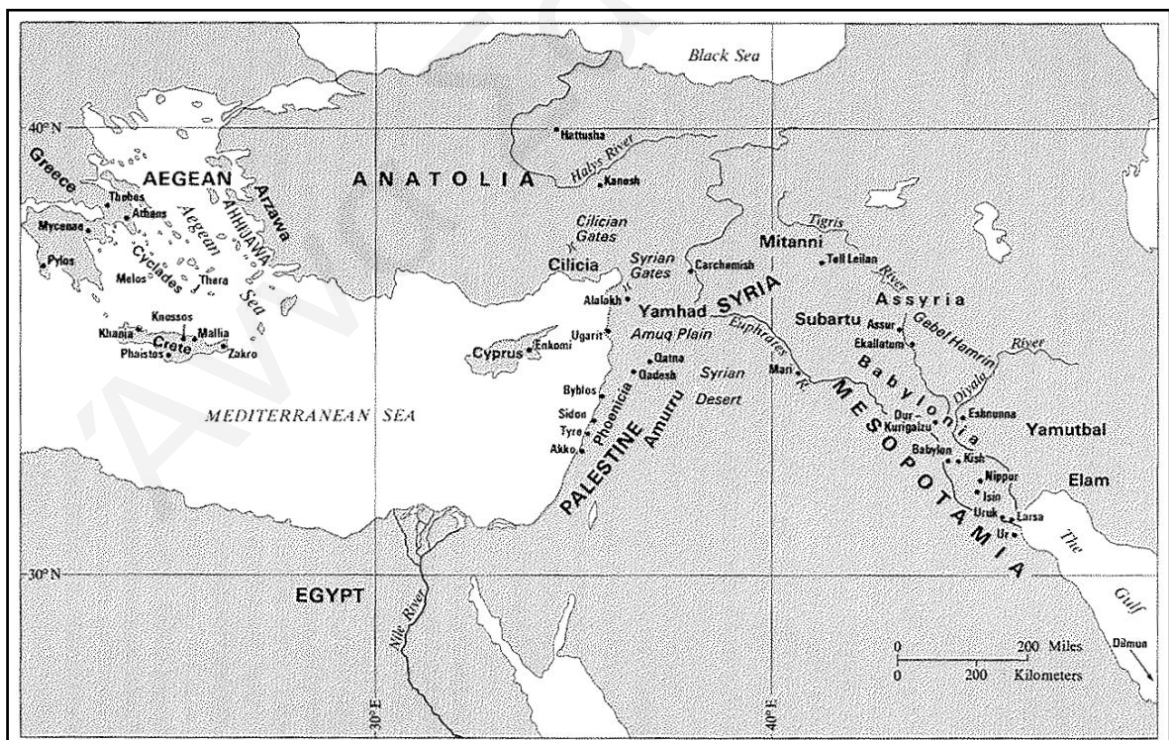 Black Sea
40°N
Hattusha
Halys River
Greece
AEGEAN
ANATOLIA
Kanesh
Thebes
Athens
Arzawa
AHHIJAWA
Aegean
Sea
Mycenae
Pylos
Cyclades
Melos
Thera
Cilician
Gates
Cilicia
Syrian
Gates
Carchemish
Mitanni
Tigris
River
Tell Leilan
Alalakh
Yamhad
SYRIA
Assyria
Subartu
Assur
Ekallatum
Gebel Hamrin
River
Diyala
Knossos
Khania
Mallia
Crete
Phaistos
Zakro
Ugarit
Amuq Plain
Euphrates
R.
Cyprus
Enkomi
Qatna
Qadesh
Syrian
Desert
Mari
Babylonia
MESOPOTAMIA
Byblos
Sidon
Tyre
Akko
Phoenicia
PALESTINE
Amurru
MEDITERRANEAN SEA
Dur-
Kurigalzu
Eshnunna
Yamutbal
Babylon
Kish
Nippur
Isin
Elam
Uruk
Larsa
Ur
The
Gulf
30°N
EGYPT
Nile River
Dilmun
0 200 Miles
0 200 Kilometers
30°E
40°E